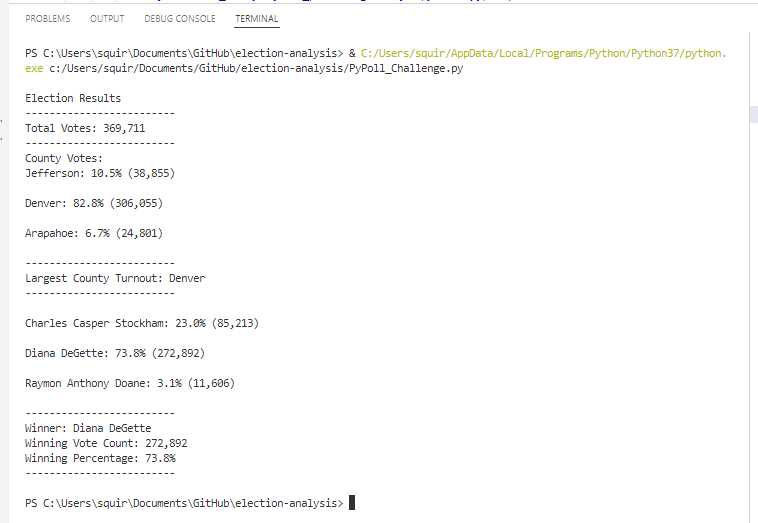 PROBLEMS OUTPUT DEBUG CONSOLE TERMINAL
PS C:\Users\squir\Documents\GitHub\election-analysis> & C:/Users/squir/AppData/Local/Programs/Python/Python37/python.
exe c:/Users/squir/Documents/GitHub/election-analysis/PyPoll_Challenge.py
Election Results
-------------------------
Total Votes: 369,711
-------------------------
County Votes:
Jefferson: 10.5% (38,855)
Denver: 82.8% (306,055)
Arapahoe: 6.7% (24,801)
-------------------------
Largest County Turnout: Denver
-------------------------
Charles Casper Stockham: 23.0% (85,213)
Diana DeGette: 73.8% (272,892)
Raymon Anthony Doane: 3.1% (11,606)
-------------------------
Winner: Diana DeGette
Winning Vote Count: 272,892
Winning Percentage: 73.8%
-------------------------
PS C:\Users\squir\Documents\GitHub\election-analysis>